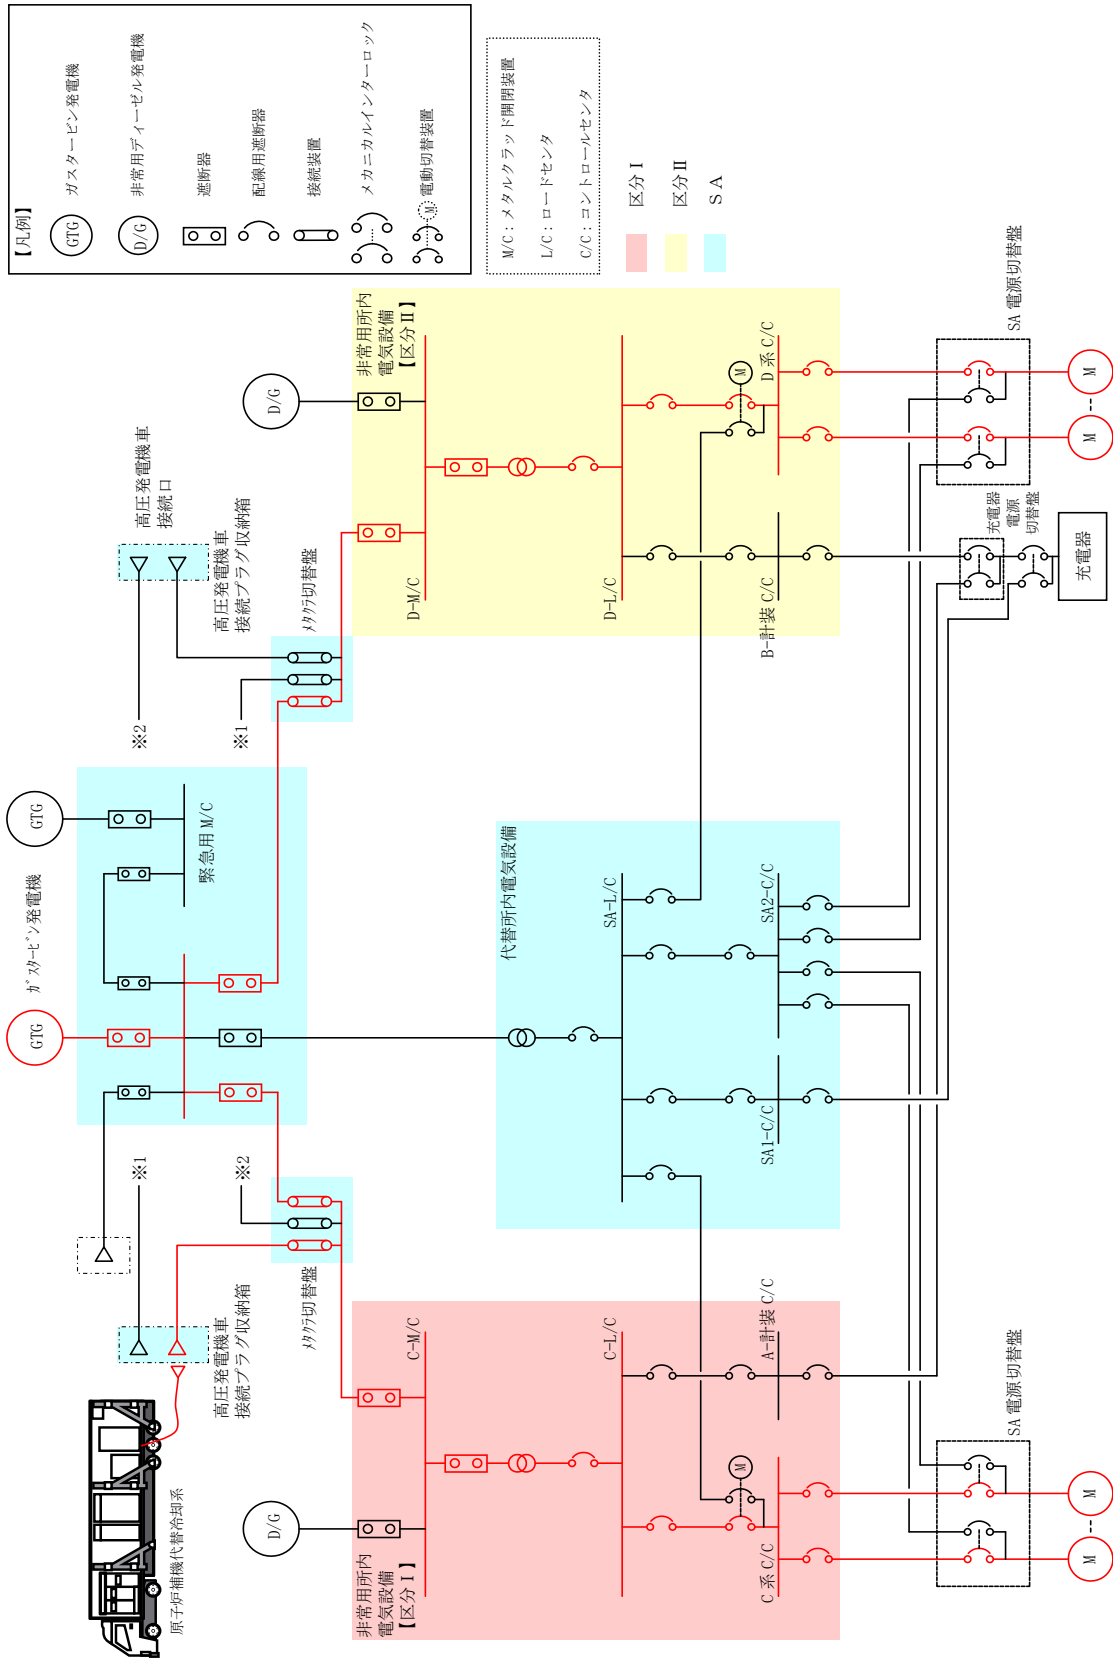 【凡例】
GTG
ガスタービン発電機
D/G
非常用ディーゼル発電機
遮断器
配線用遮断器
接続装置
メカニカルインターロック
M
電動切替装置
M/C：メタルクラッド開閉装置
L/C：ロードセンタ
C/C：コントロールセンタ
区分Ⅰ
区分Ⅱ
ＳＡ
原子炉補機代替冷却系
高圧発電機車
接続プラグ収納箱
※1
※2
ｶﾞｽﾀｰﾋﾞﾝ発電機
GTG
GTG
緊急用 M/C
※2
※1
高圧発電機車
接続口
高圧発電機車
接続プラグ収納箱
ﾒﾀｸﾗ切替盤
ﾒﾀｸﾗ切替盤
D/G
D/G
非常用所内
電気設備
【区分Ⅰ】
C-M/C
C-L/C
M
C 系 C/C
A-計装 C/C
代替所内電気設備
SA-L/C
SA1-C/C
SA2-C/C
非常用所内
電気設備
【区分Ⅱ】
D-M/C
D-L/C
M
B-計装 C/C
D 系 C/C
SA 電源切替盤
M
M
充電器
電源
切替盤
充電器
SA 電源切替盤
M
M